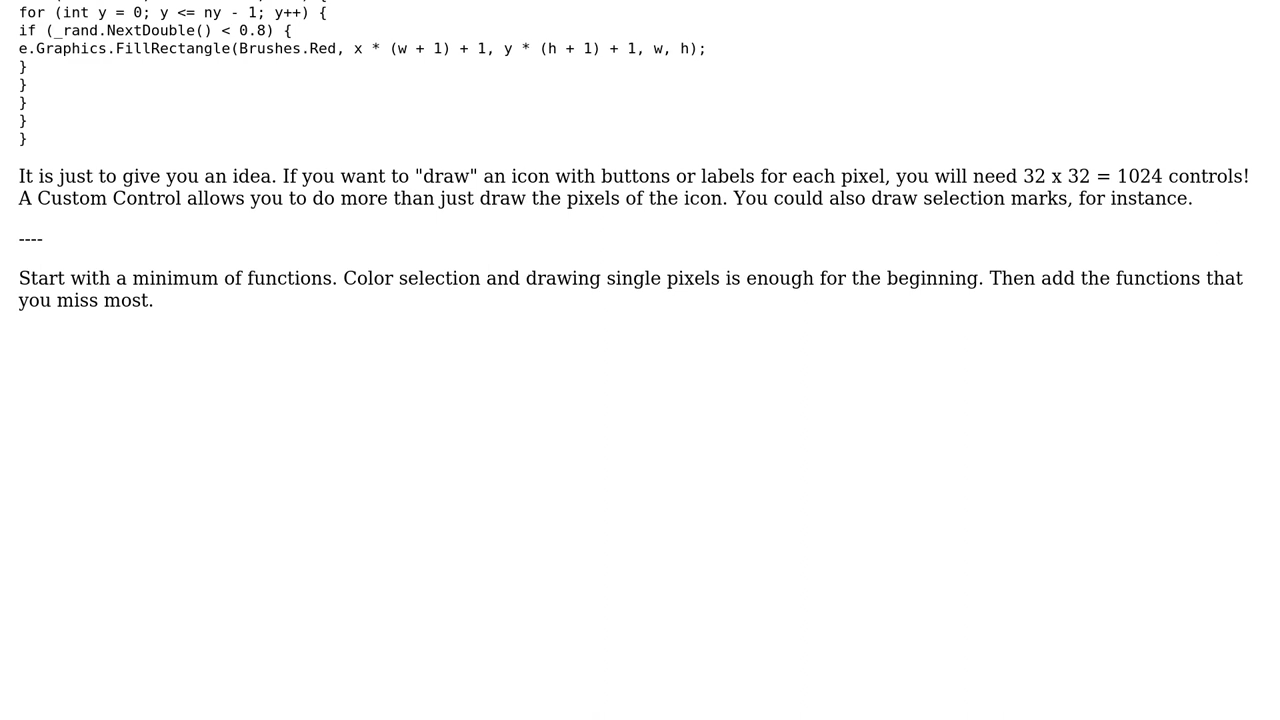 for (int y = 0; y <= ny - 1; y++) {
if (_rand.NextDouble() < 0.8) {
e.Graphics.FillRectangle(Brushes.Red, x * (w + 1) + 1, y * (h + 1) + 1, w, h);
}
}
}
}
}
It is just to give you an idea. If you want to "draw" an icon with buttons or labels for each pixel, you will need 32 x 32 = 1024 controls!
A Custom Control allows you to do more than just draw the pixels of the icon. You could also draw selection marks, for instance.
----
Start with a minimum of functions. Color selection and drawing single pixels is enough for the beginning. Then add the functions that
you miss most.